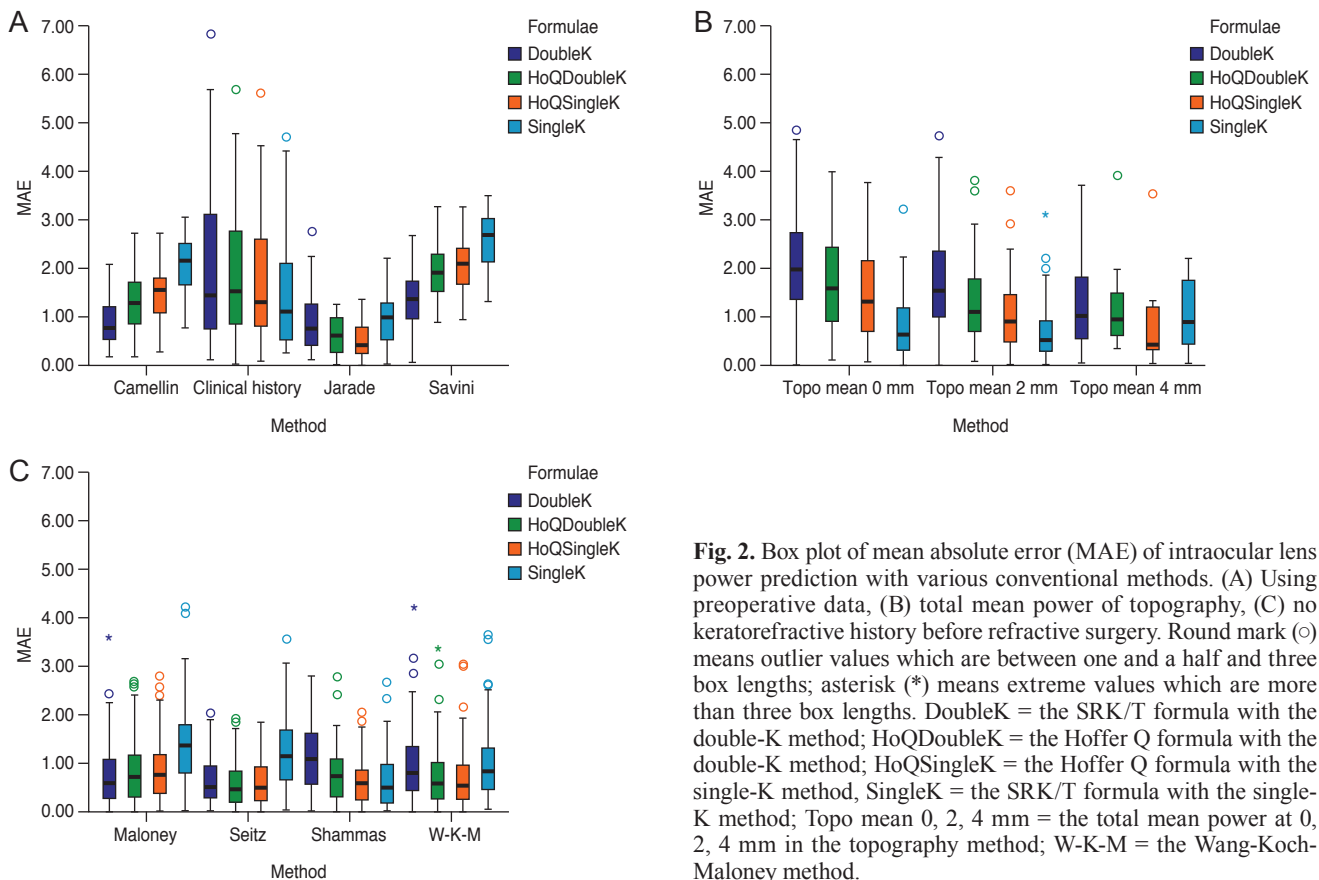 A
7.00
6.00
5.00
4.00
3.00
2.00
1.00
0.00
MAE
Camellin Clinical history Jarade Savini
Method
Formulae
DoubleK
HoQDoubleK
HoQSingleK
SingleK
B
7.00
6.00
5.00
4.00
3.00
2.00
1.00
0.00
MAE
Topo mean 0 mm Topo mean 2 mm Topo mean 4 mm
Method
Formulae
DoubleK
HoQDoubleK
HoQSingleK
SingleK
C
7.00
6.00
5.00
4.00
3.00
2.00
1.00
0.00
MAE
Maloney Seitz Shammas W-K-M
Method
Formulae
DoubleK
HoQDoubleK
HoQSingleK
SingleK
Fig. 2. Box plot of mean absolute error (MAE) of intraocular lens
power prediction with various conventional methods. (A) Using
preoperative data, (B) total mean power of topography, (C) no
keratorefractive history before refractive surgery. Round mark (○)
means outlier values which are between one and a half and three
box lengths; asterisk (*) means extreme values which are more
than three box lengths. DoubleK = the SRK/T formula with the
double-K method; HoQDoubleK = the Hoffer Q formula with the
double-K method; HoQSingleK = the Hoffer Q formula with the
single-K method, SingleK = the SRK/T formula with the single-
K method; Topo mean 0, 2, 4 mm = the total mean power at 0,
2, 4 mm in the topography method; W-K-M = the Wang-Koch-
Maloney method.